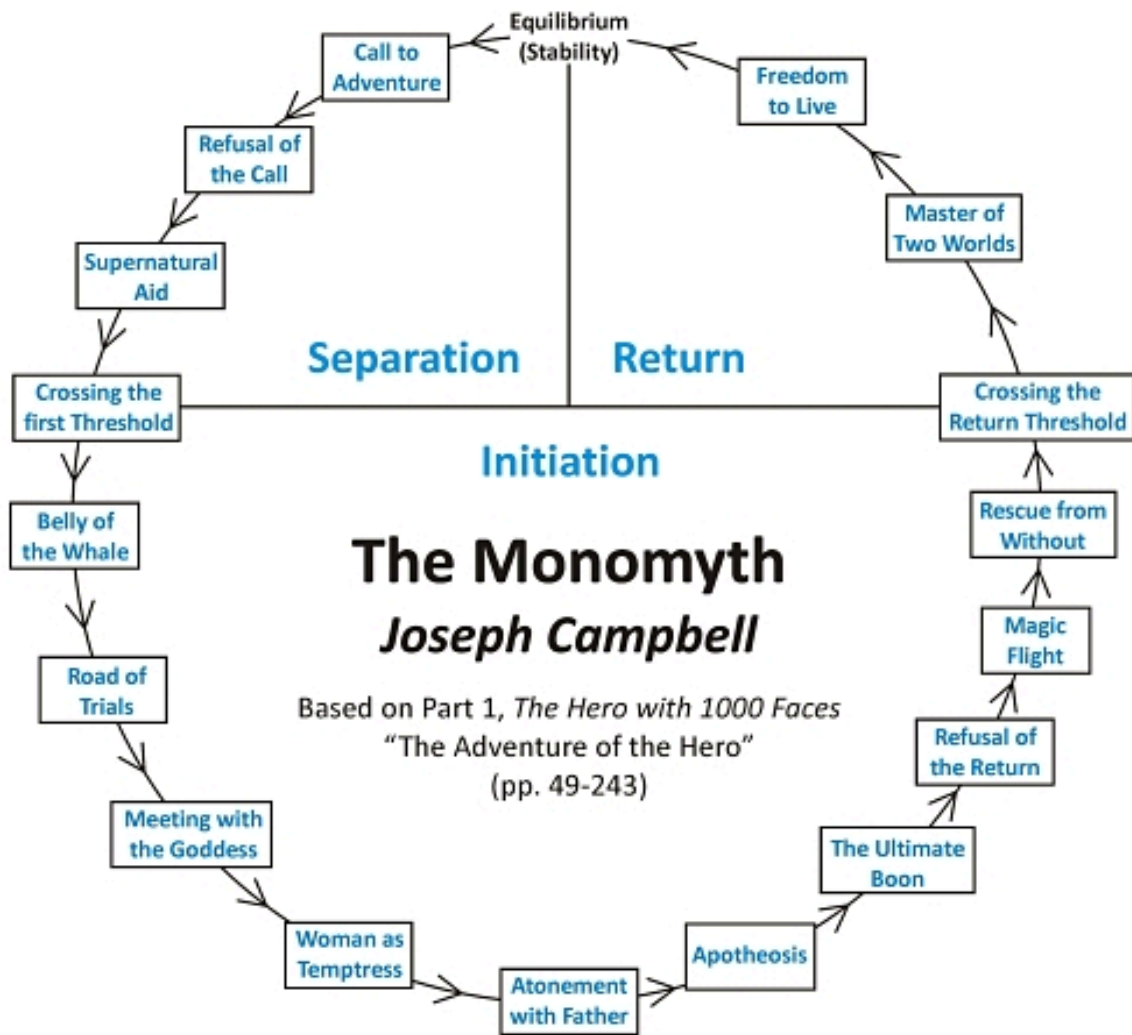 Equilibrium
(Stability)
Call to
Adventure
Refusal of
the Call
Supernatural
Aid
Crossing the
first Threshold
Belly of
the Whale
Road of
Trials
Meeting with
the Goddess
Woman as
Temptress
Atonement
with Father
Apotheosis
The Ultimate
Boon
Refusal of
the Return
Magic
Flight
Rescue from
Without
Crossing the
Return Threshold
Master of
Two Worlds
Freedom
to Live
Separation
Return
Initiation
The Monomyth
Joseph Campbell
Based on Part 1, The Hero with 1000 Faces
“The Adventure of the Hero”
(pp. 49-243)